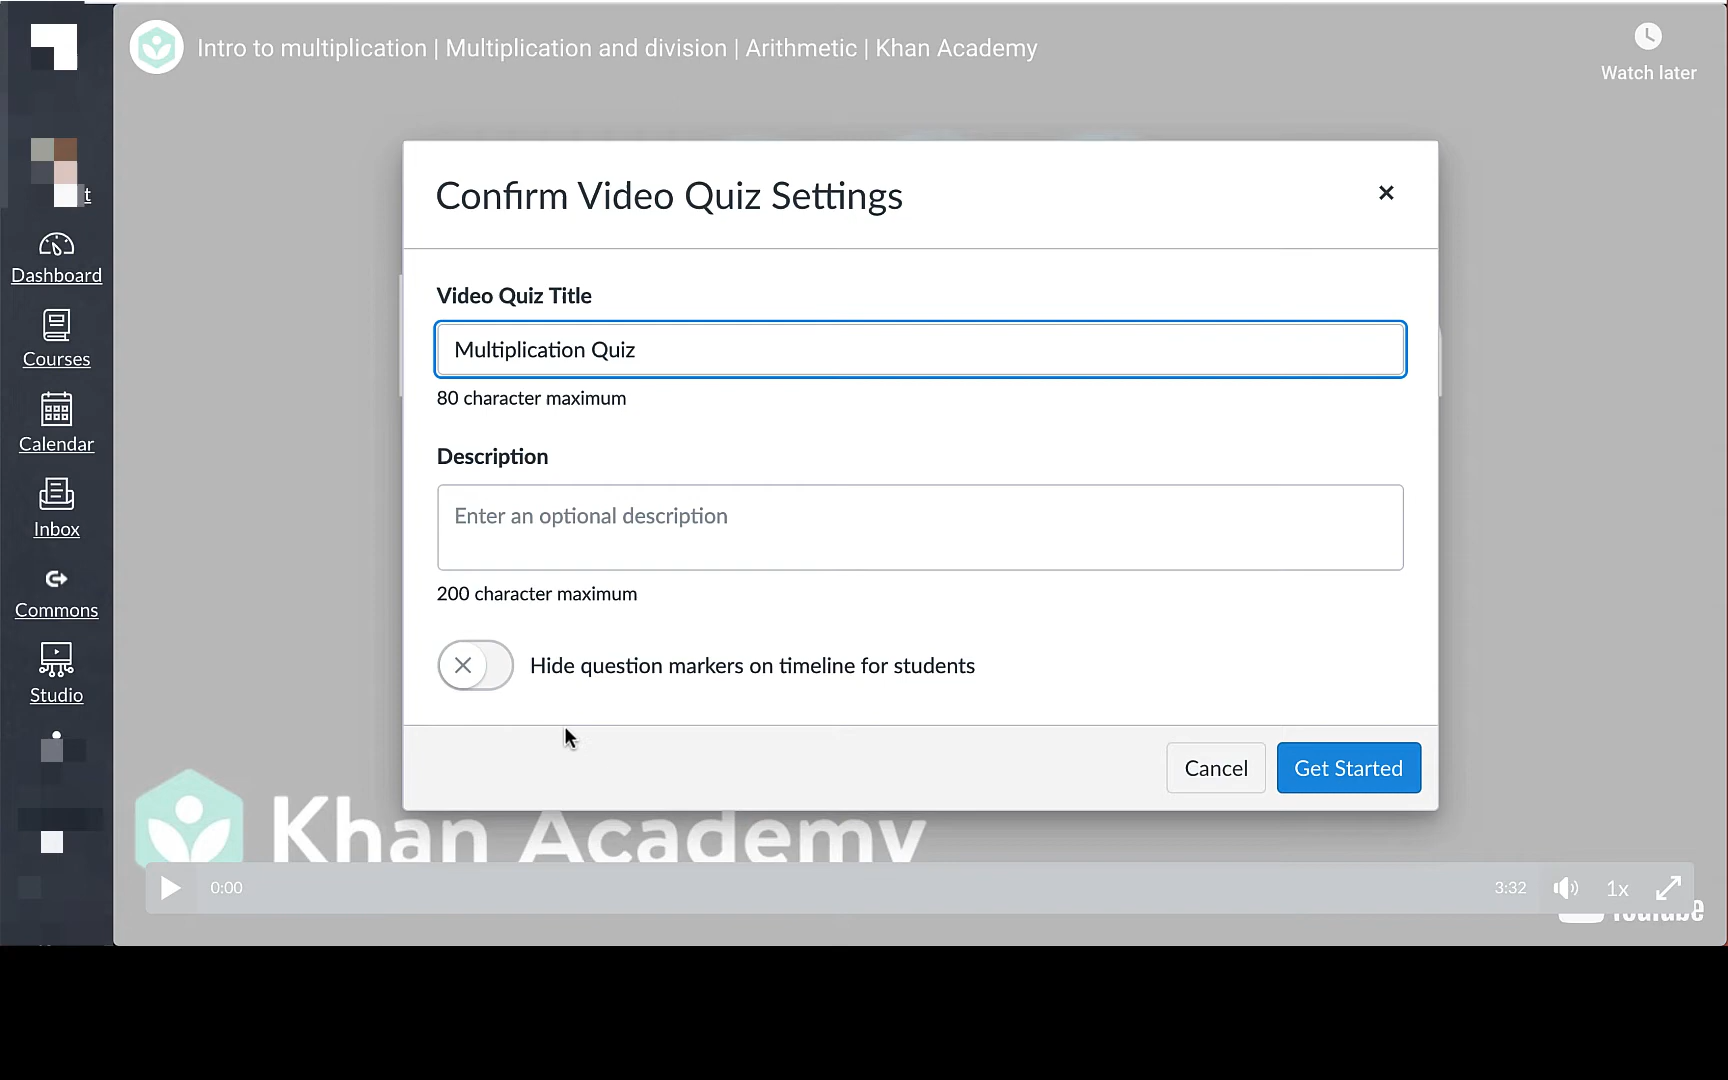 Intro to multiplication | Multiplication and division | Arithmetic | Khan Academy
Watch later
t
Dashboard
Courses
Calendar
Inbox
Commons
Studio
Confirm Video Quiz Settings
Video Quiz Title
Multiplication Quiz
80 character maximum
Description
Enter an optional description
200 character maximum
Hide question markers on timeline for students
Cancel
Get Started
Khan Academy
0:00
3:32
1x
YouTube